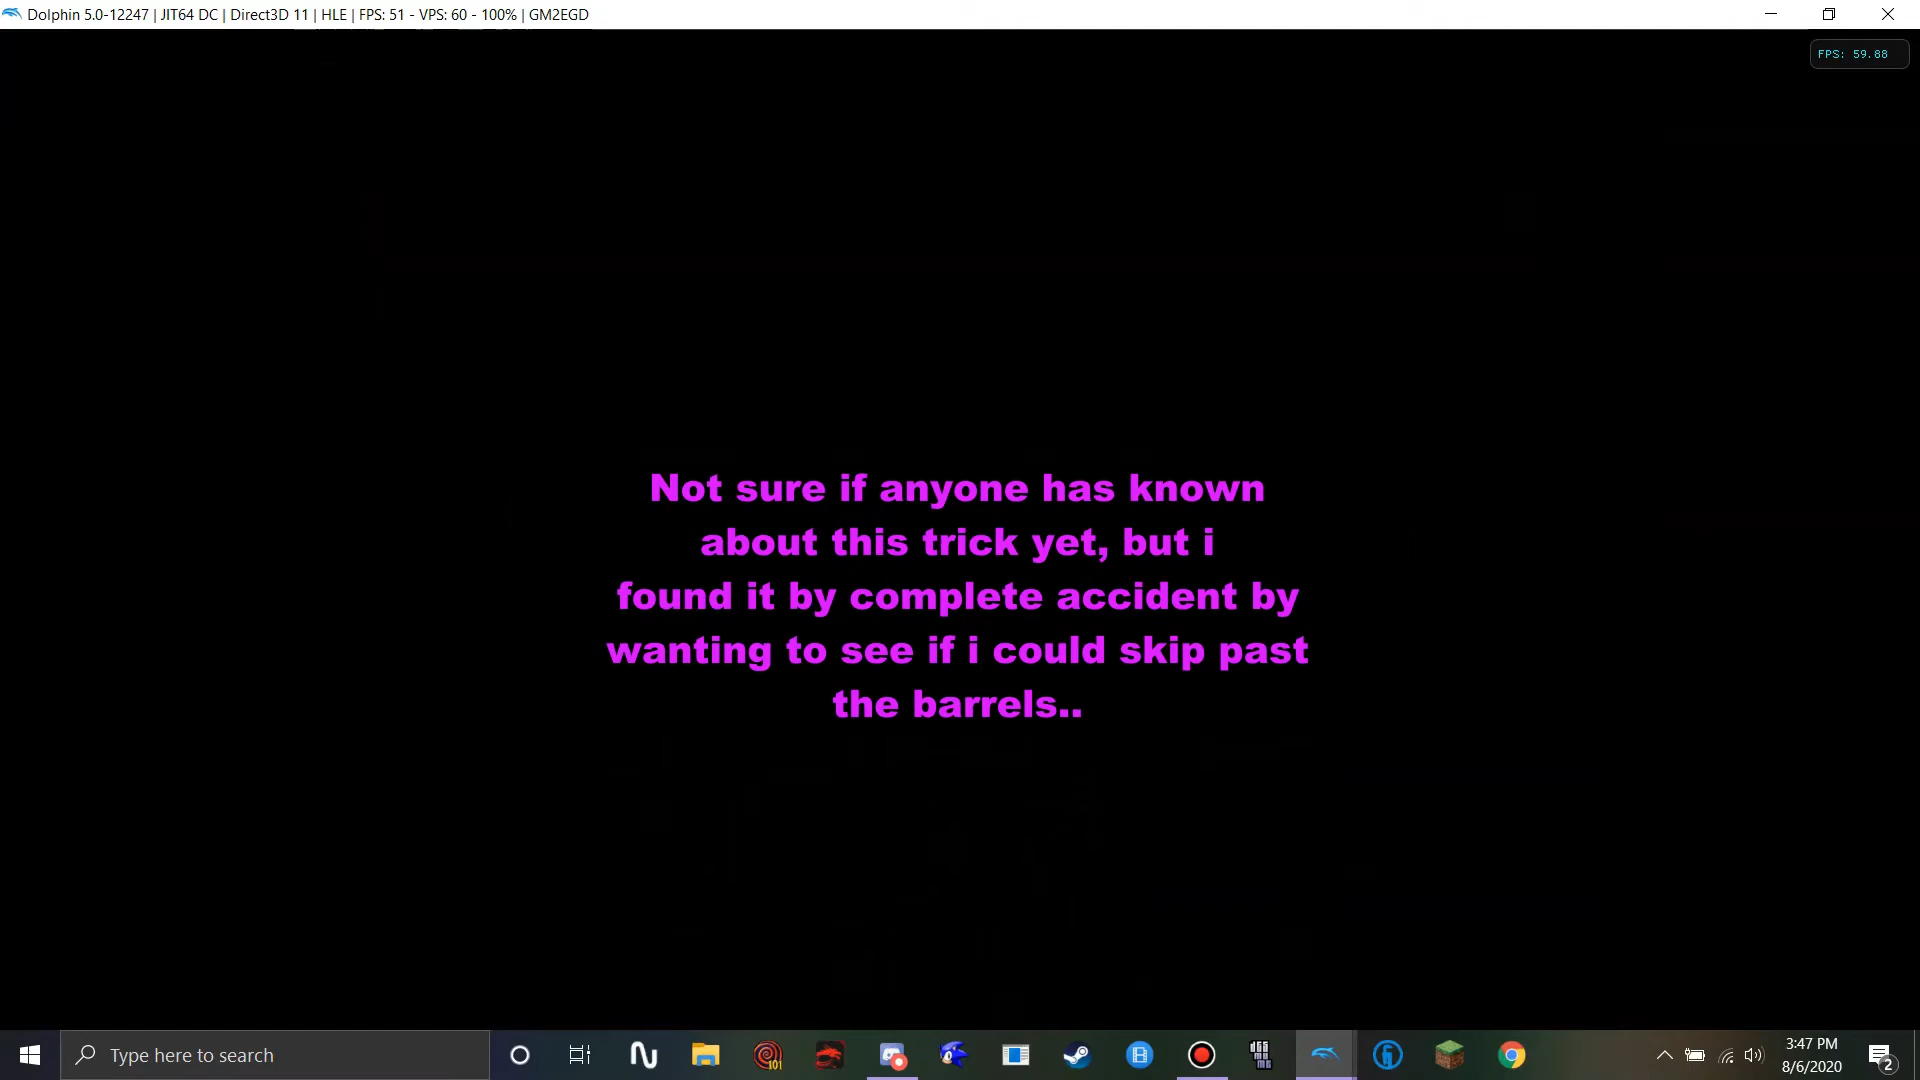 Dolphin 5.0-12247 | JIT64 DC | Direct3D 11 | HLE | FPS: 51 - VPS: 60 - 100% | GM2EGD
FPS: 59.88
Not sure if anyone has known
about this trick yet, but i
found it by complete accident by
wanting to see if i could skip past
the barrels..
Type here to search
101
3:47 PM
8/6/2020
2